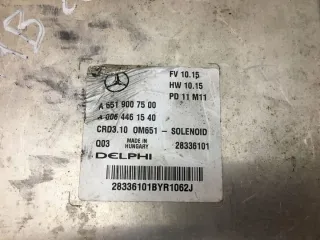 FV 10.15
HW 10.15
PD 11 M11
A 651 900 75 00
A 006 446 15 40
CRD3.10 OM651 - SOLENOID
Q03 MADE IN HUNGARY 28336101
DELPHI
28336101BYR1062J